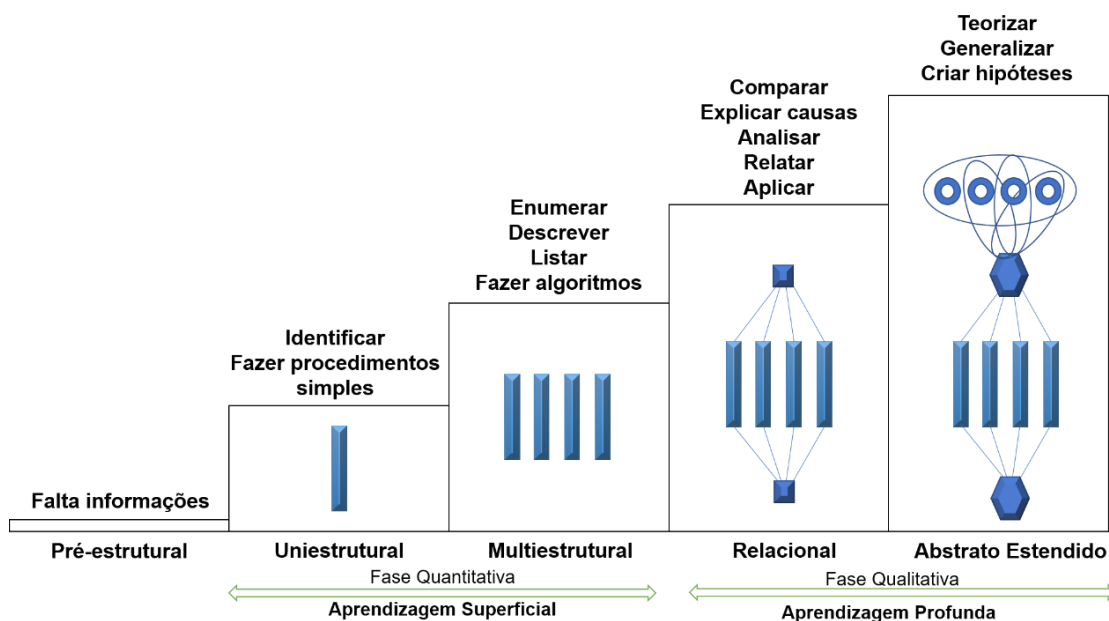 Teorizar
Generalizar
Criar hipóteses
Comparar
Explicar causas
Analisar
Relatar
Aplicar
Enumerar
Descrever
Listar
Fazer algoritmos
Identificar
Fazer procedimentos
simples
Falta informações
Pré-estrutural
Uniestrutural
Multiestrutural
Relacional
Abstrato Estendido
Fase Quantitativa
Aprendizagem Superficial
Fase Qualitativa
Aprendizagem Profunda